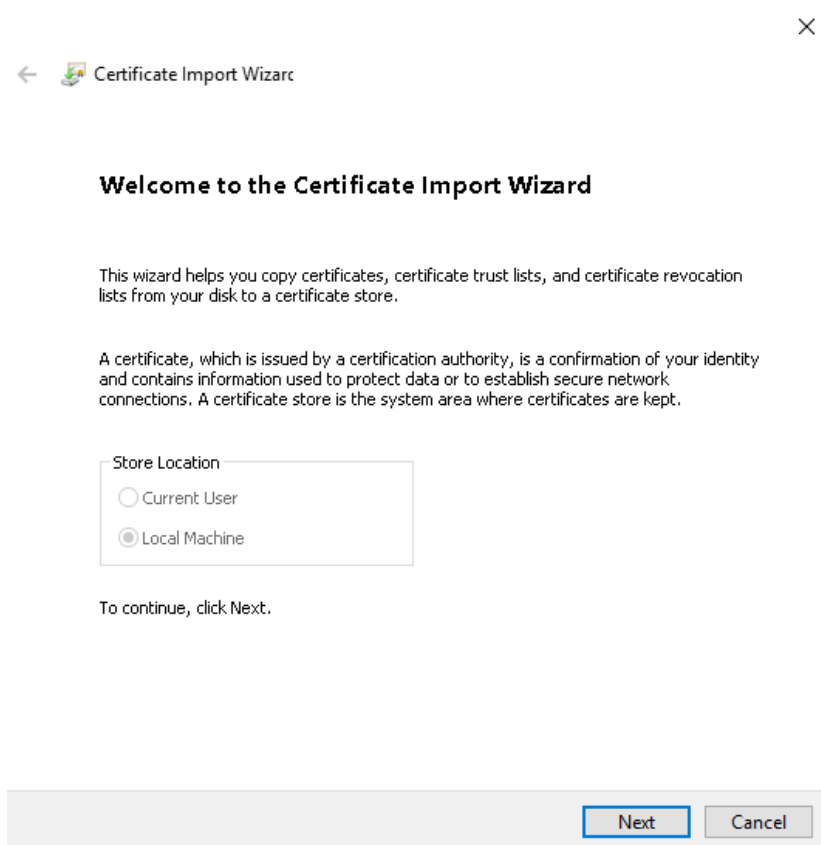 Certificate Import Wizard
Welcome to the Certificate Import Wizard
This wizard helps you copy certificates, certificate trust lists, and certificate revocation
lists from your disk to a certificate store.
A certificate, which is issued by a certification authority, is a confirmation of your identity
and contains information used to protect data or to establish secure network
connections. A certificate store is the system area where certificates are kept.
Store Location
Current User
Local Machine
To continue, click Next.
Next
Cancel